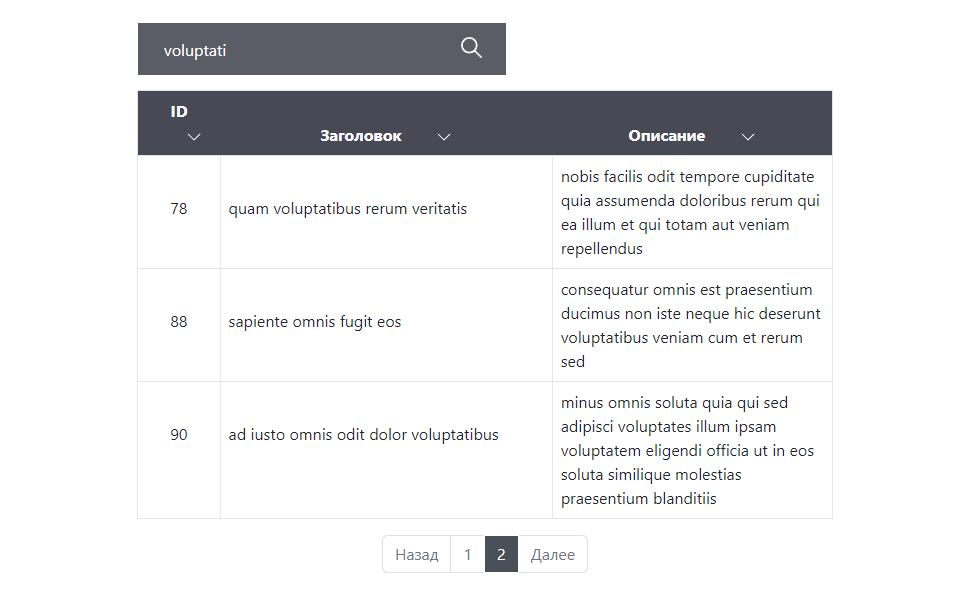 voluptati
ID
Заголовок
Описание
78
quam voluptatibus rerum veritatis
nobis facilis odit tempore cupiditate
quia assumenda doloribus rerum qui
ea illum et qui totam aut veniam
repellendus
88
sapiente omnis fugit eos
consequatur omnis est praesentium
ducimus non iste neque hic deserunt
voluptatibus veniam cum et rerum
sed
90
ad iusto omnis odit dolor voluptatibus
minus omnis soluta quia qui sed
adipisci voluptates illum ipsam
voluptatem eligendi officia ut in eos
soluta similique molestias
praesentium blanditiis
Назад 1 2 Далее